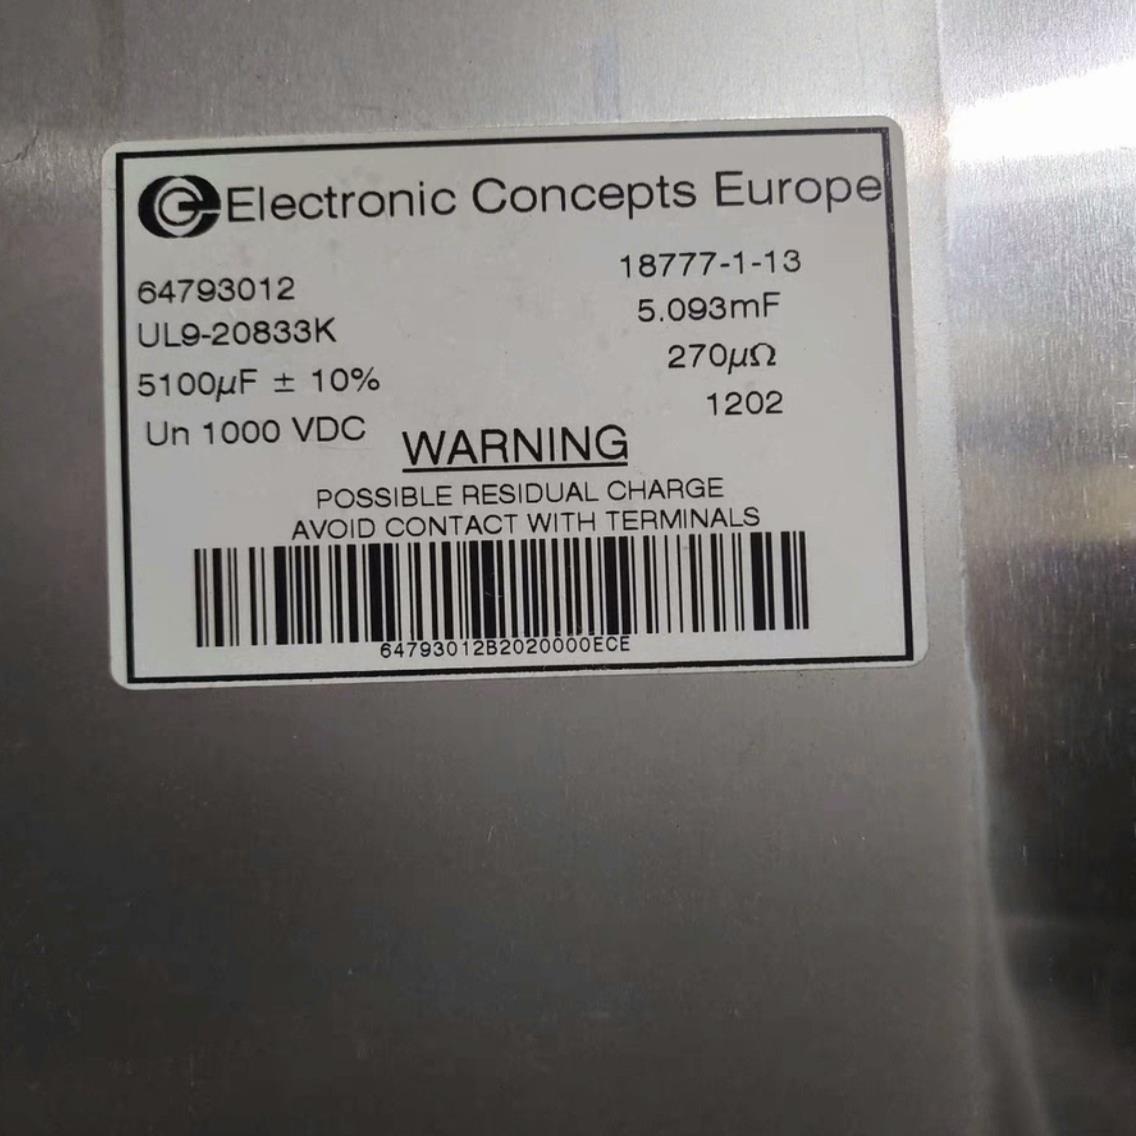 Electronic Concepts Europe
64793012 18777-1-13
UL9-20833K 5.093mF
5100µF ± 10% 270µΩ
Un 1000 VDC 1202
WARNING
POSSIBLE RESIDUAL CHARGE
AVOID CONTACT WITH TERMINALS
64793012B2020000ECE